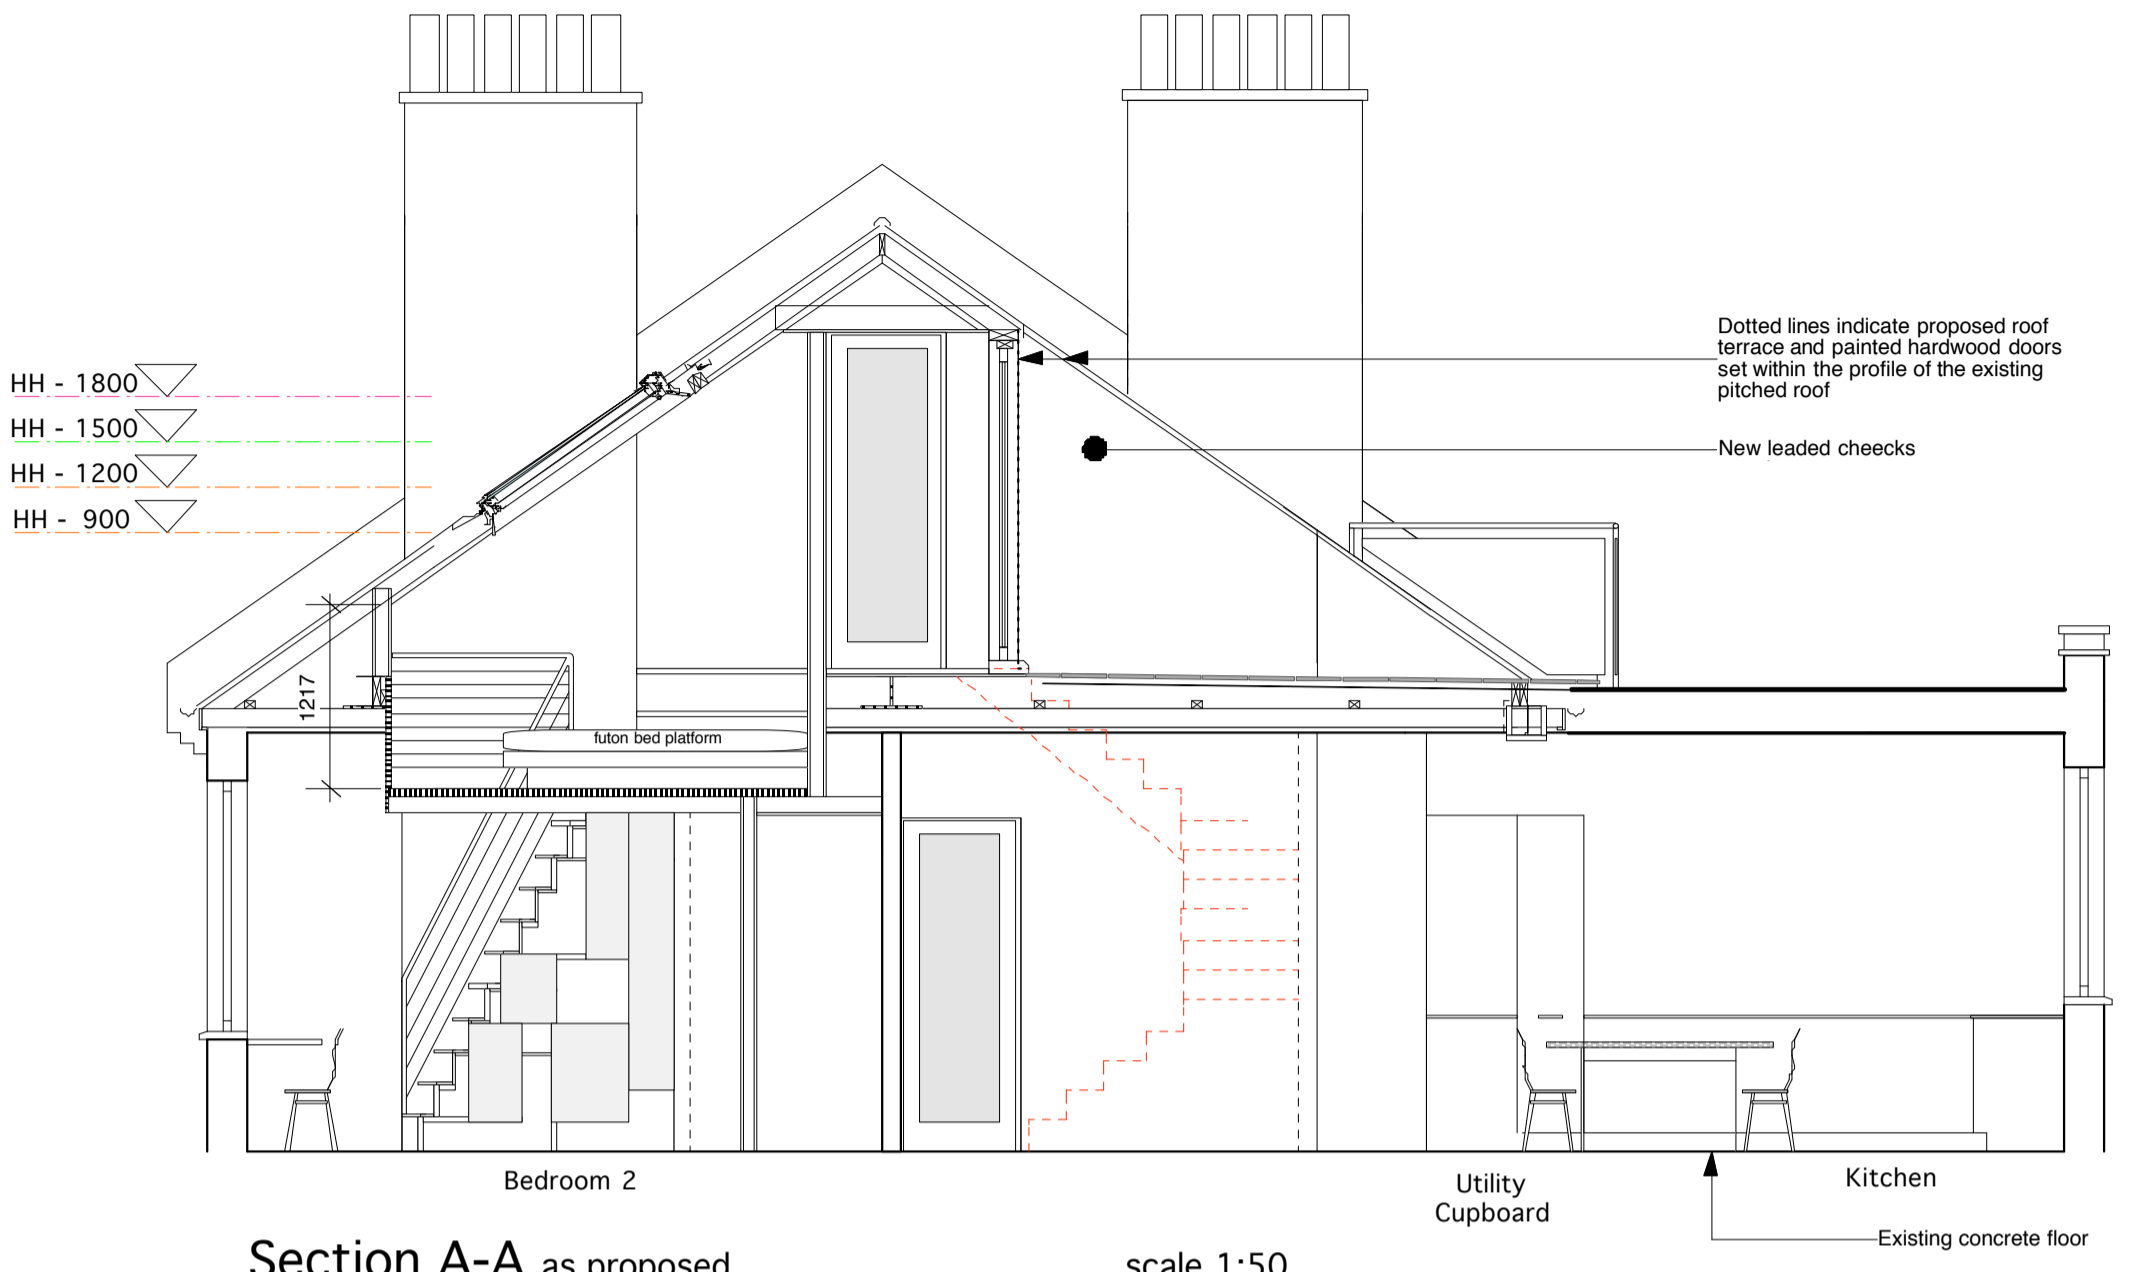 Dotted lines indicate proposed roof
terrace and painted hardwood doors
set within the profile of the existing
pitched roof
HH - 1800
HH - 1500
New leaded cheecks
HH - 1200
HH - 900
1217
futon bed platform
Bedroom 2
Utility
Cupboard
Kitchen
Existing concrete floor
Section A-A as proposed
scale 1:50